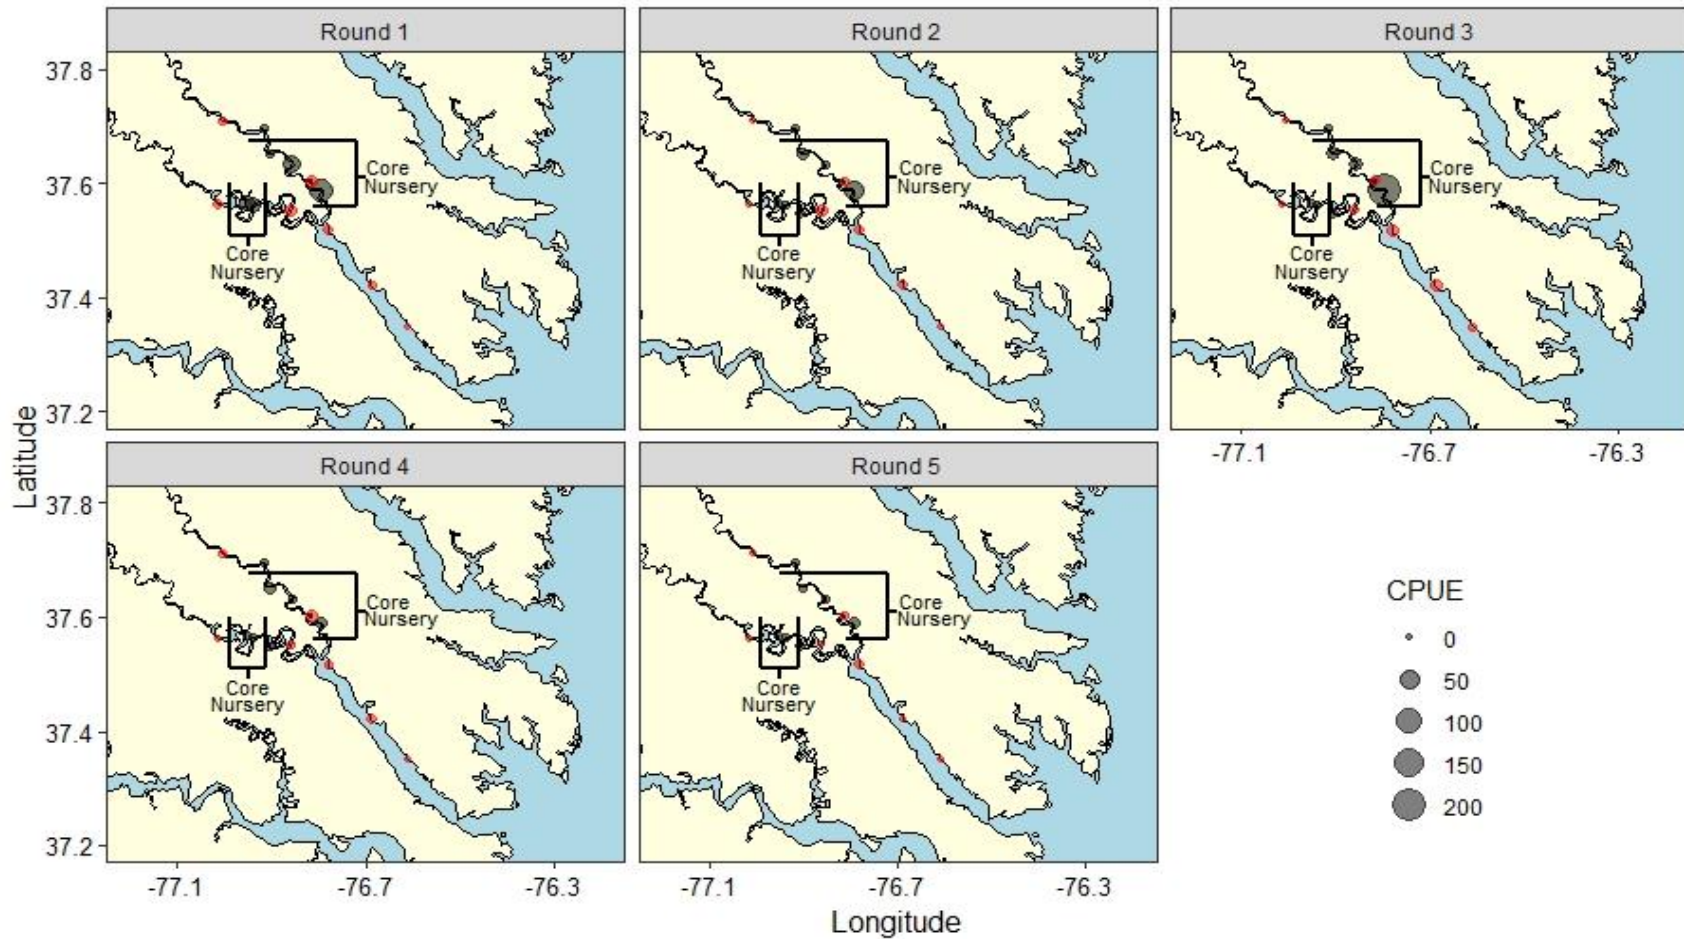 Round 1
Round 2
Round 3
37.8
37.6
37.4
37.2
Core
Nursery
Core
Nursery
Core
Nursery
Core
Nursery
Core
Nursery
Core
Nursery
-77.1
-76.7
-76.3
Latitude
Round 4
Round 5
37.8
37.6
37.4
37.2
Core
Nursery
Core
Nursery
Core
Nursery
Core
Nursery
-77.1
-76.7
-76.3
-77.1
-76.7
-76.3
Longitude
CPUE
0
50
100
150
200